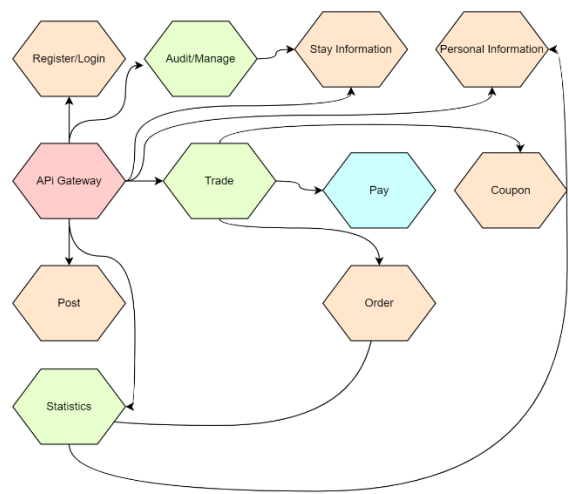 Register/Login
Audit/Manage
Stay Information
Personal Information
APi Gateway
Trade
Pay
Coupon
Post
Order
Statistics